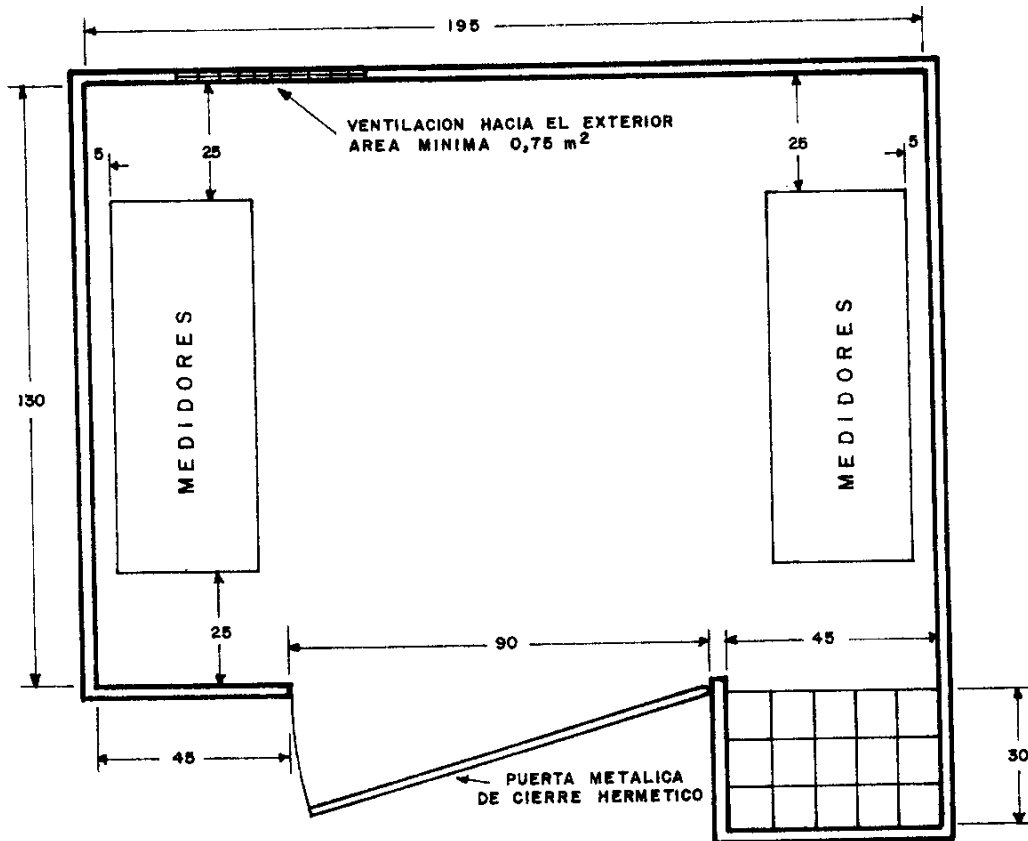 195
VENTILACION HACIA EL EXTERIOR
AREA MINIMA 0,75 m²
5
25
25
5
MEDIDORES
MEDIDORES
130
25
90
45
45
PUERTA METALICA
DE CIERRE HERMETICO
30